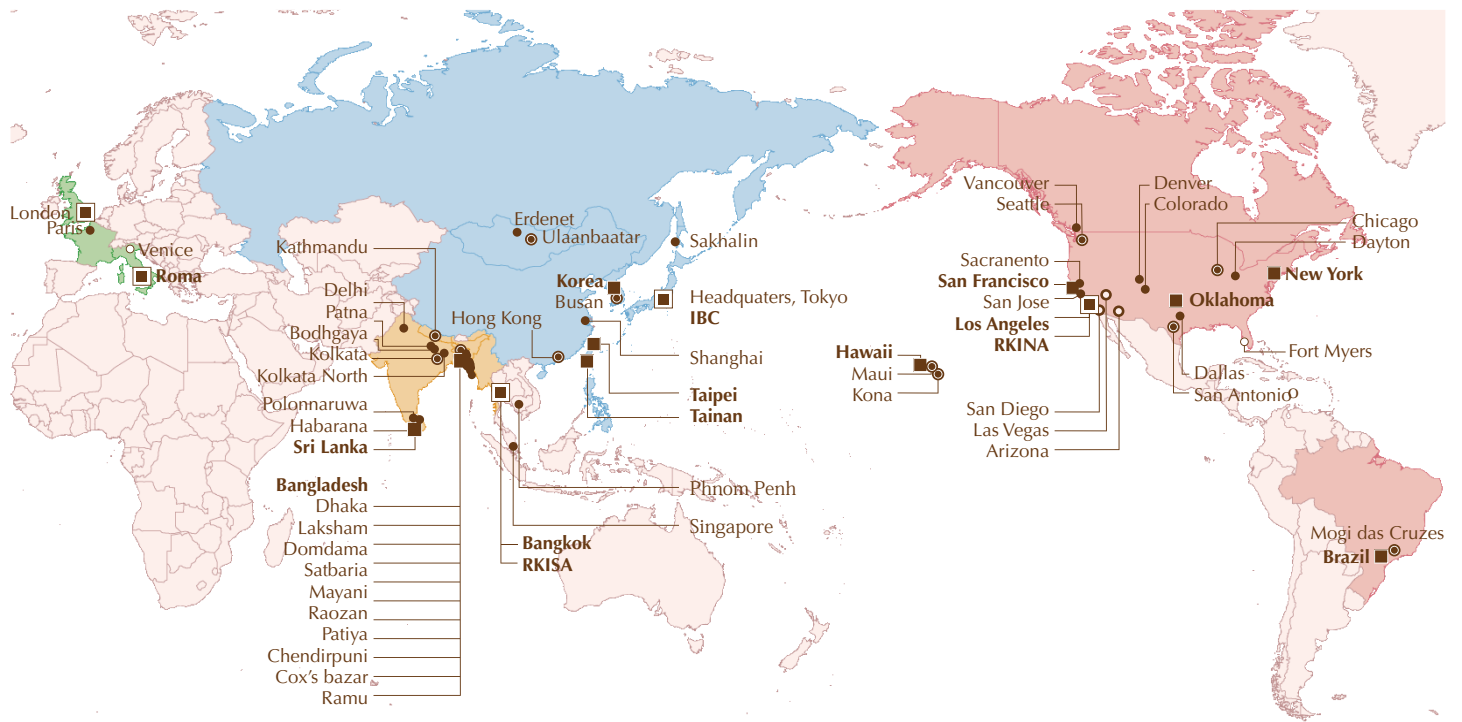 London
Paris
Venice
Roma
Kathmandu
Delhi
Patna
Bodhgaya
Kolkata
Kolkata North
Polonnaruwa
Habarana
Sri Lanka
Bangladesh
Dhaka
Laksham
Domdama
Satbaria
Mayani
Raozan
Patiya
Chendirpuni
Cox's bazar
Ramu
Erdenet
Ulaanbaatar
Sakhalin
Korea
Busan
Headquaters, Tokyo
IBC
Hong Kong
Shanghai
Taipei
Tainan
Phnom Penh
Singapore
Bangkok
RKISA
Hawaii
Maui
Kona
Vancouver
Seattle
Sacranento
San Francisco
San Jose
Los Angeles
RKINA
San Diego
Las Vegas
Arizona
Denver
Colorado
Chicago
Dayton
New York
Oklahoma
Fort Myers
Dallas
San Antonio
Mogi das Cruzes
Brazil